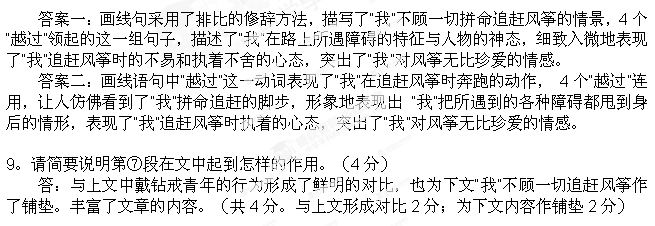 答案一：画线句采用了排比的修辞方法，描写了"我"不顾一切拼命追赶风筝的情景，4 个
"越过"领起的这一组句子，描述了"我"在路上所遇障碍的特征与人物的神态，细致入微地表现
了"我"追赶风筝时的不易和执着不舍的心态，突出了"我"对风筝无比珍爱的情感。
答案二：画线语句中"越过"这一动词表现了"我"在追赶风筝时奔跑的动作， 4 个"越过"连
用，让人仿佛看到了"我"拼命追赶的脚步，形象地表现出 "我"把所遇到的各种障碍都甩到身
后的情形，表现了"我"追赶风筝时执着的心态，突出了"我"对风筝无比珍爱的情感。
9。请简要说明第⑦段在文中起到怎样的作用。（4 分）
答：与上文中戴钻戒青年的行为形成了鲜明的对比，也为下文"我"不顾一切追赶风筝作
了铺垫。丰富了文章的内容。（共 4 分。与上文形成对比 2 分；为下文内容作铺垫 2 分）